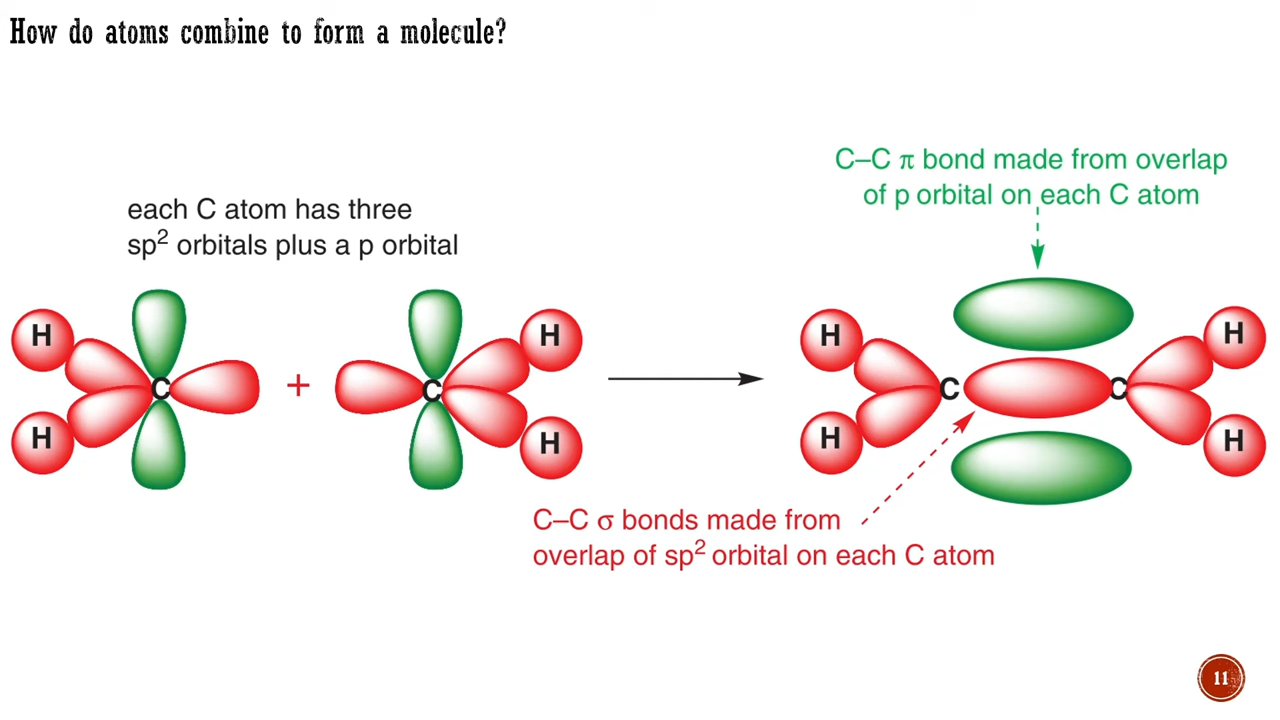 How do atoms combine to form a molecule?
C–C π bond made from overlap
of p orbital on each C atom
each C atom has three
sp² orbitals plus a p orbital
H
H
C
+
C
H
H
H
H
C
C
H
H
C–C σ bonds made from
overlap of sp² orbital on each C atom
11